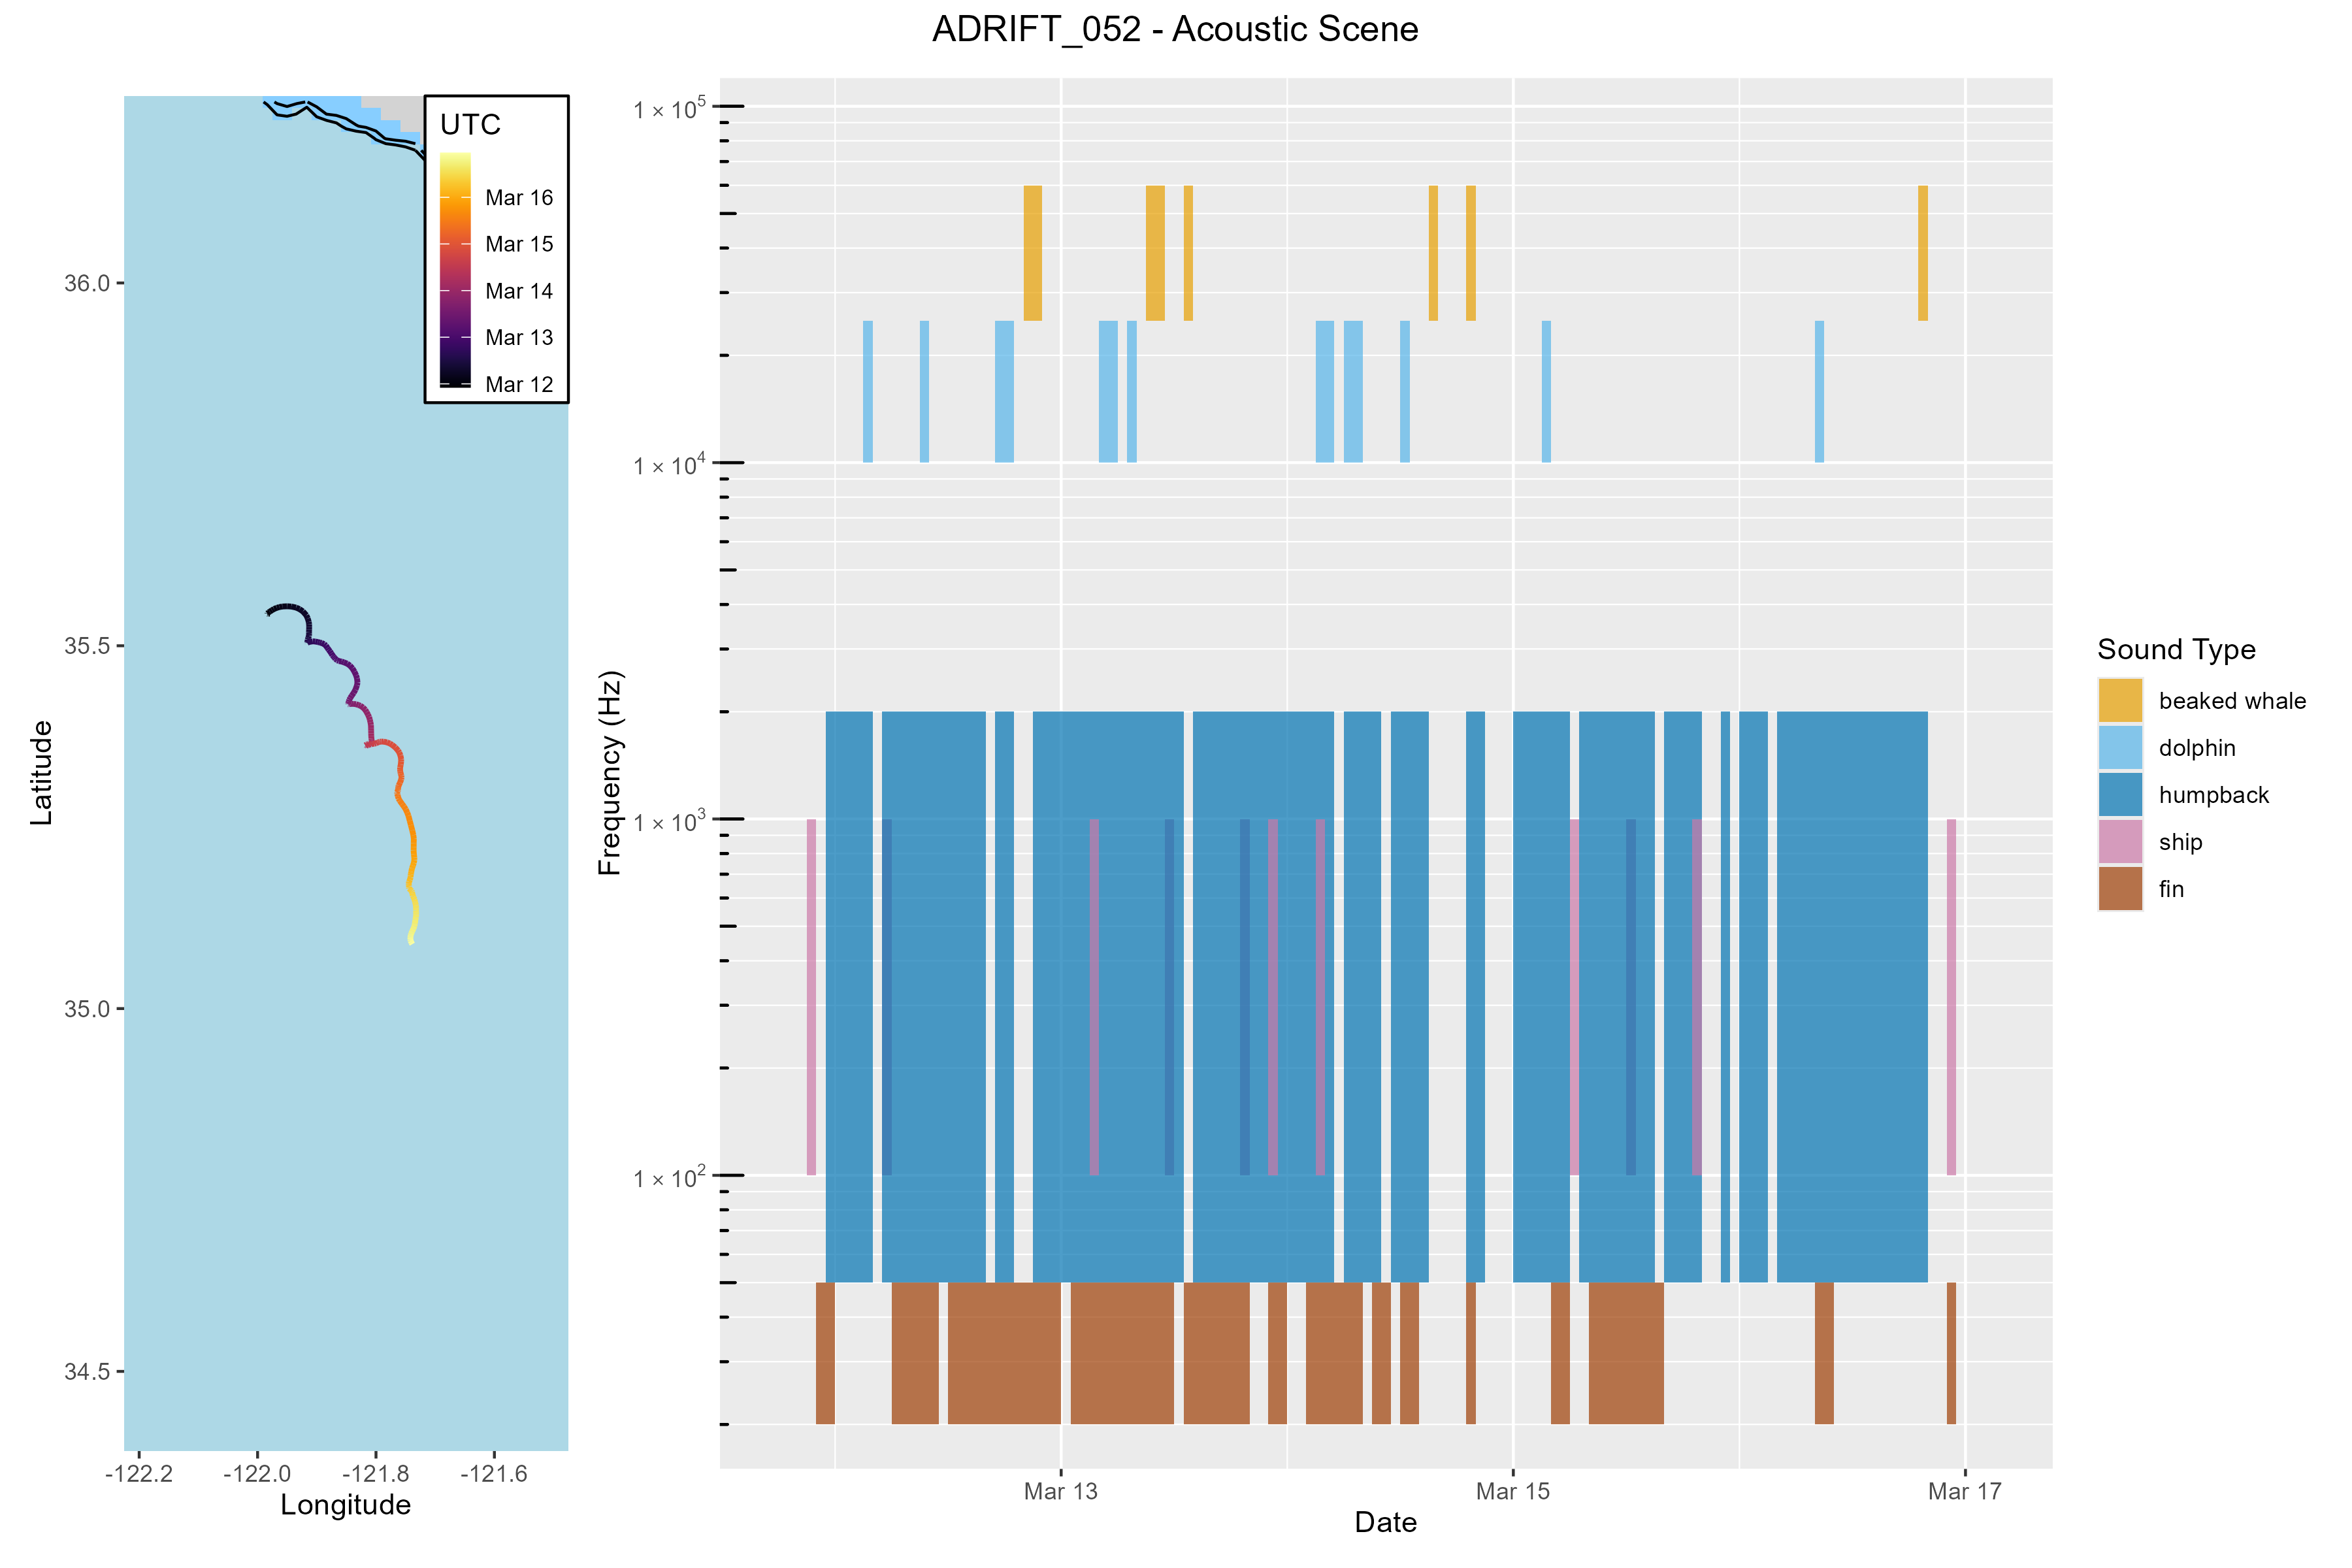 ADRIFT_052 - Acoustic Scene
UTC
Mar 16
Mar 15
Mar 14
Mar 13
Mar 12
Latitude
36.0
35.5
35.0
34.5
-122.2 -122.0 -121.8 -121.6
Longitude
Frequency (Hz)
1 × 10⁵
1 × 10⁴
1 × 10³
1 × 10²
Mar 13 Mar 15 Mar 17
Date
Sound Type
beaked whale
dolphin
humpback
ship
fin